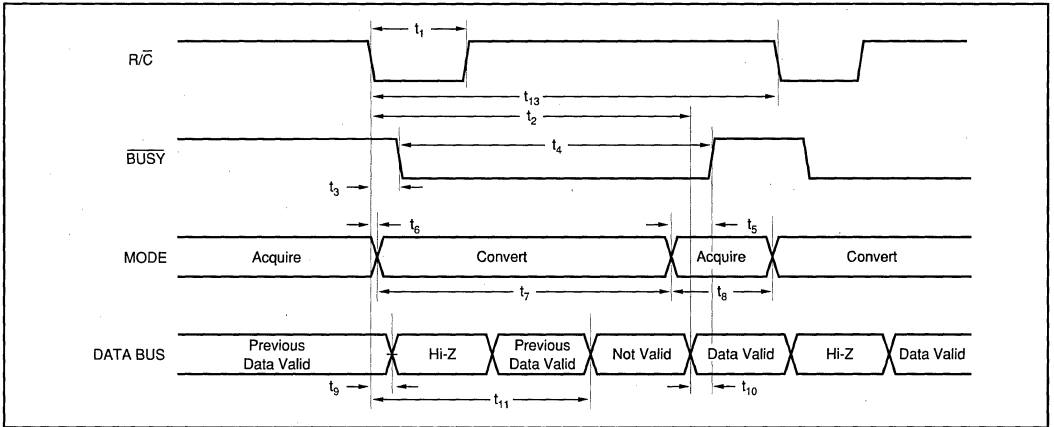 t₁
R/C̅
t₁₃
t₂
B̅U̅S̅Y̅
t₄
t₃
t₆
t₅
MODE
Acquire
Convert
Acquire
Convert
t₇
t₈
DATA BUS
Previous
Data Valid
Hi-Z
Previous
Data Valid
Not Valid
Data Valid
Hi-Z
Data Valid
t₉
t₁₁
t₁₀